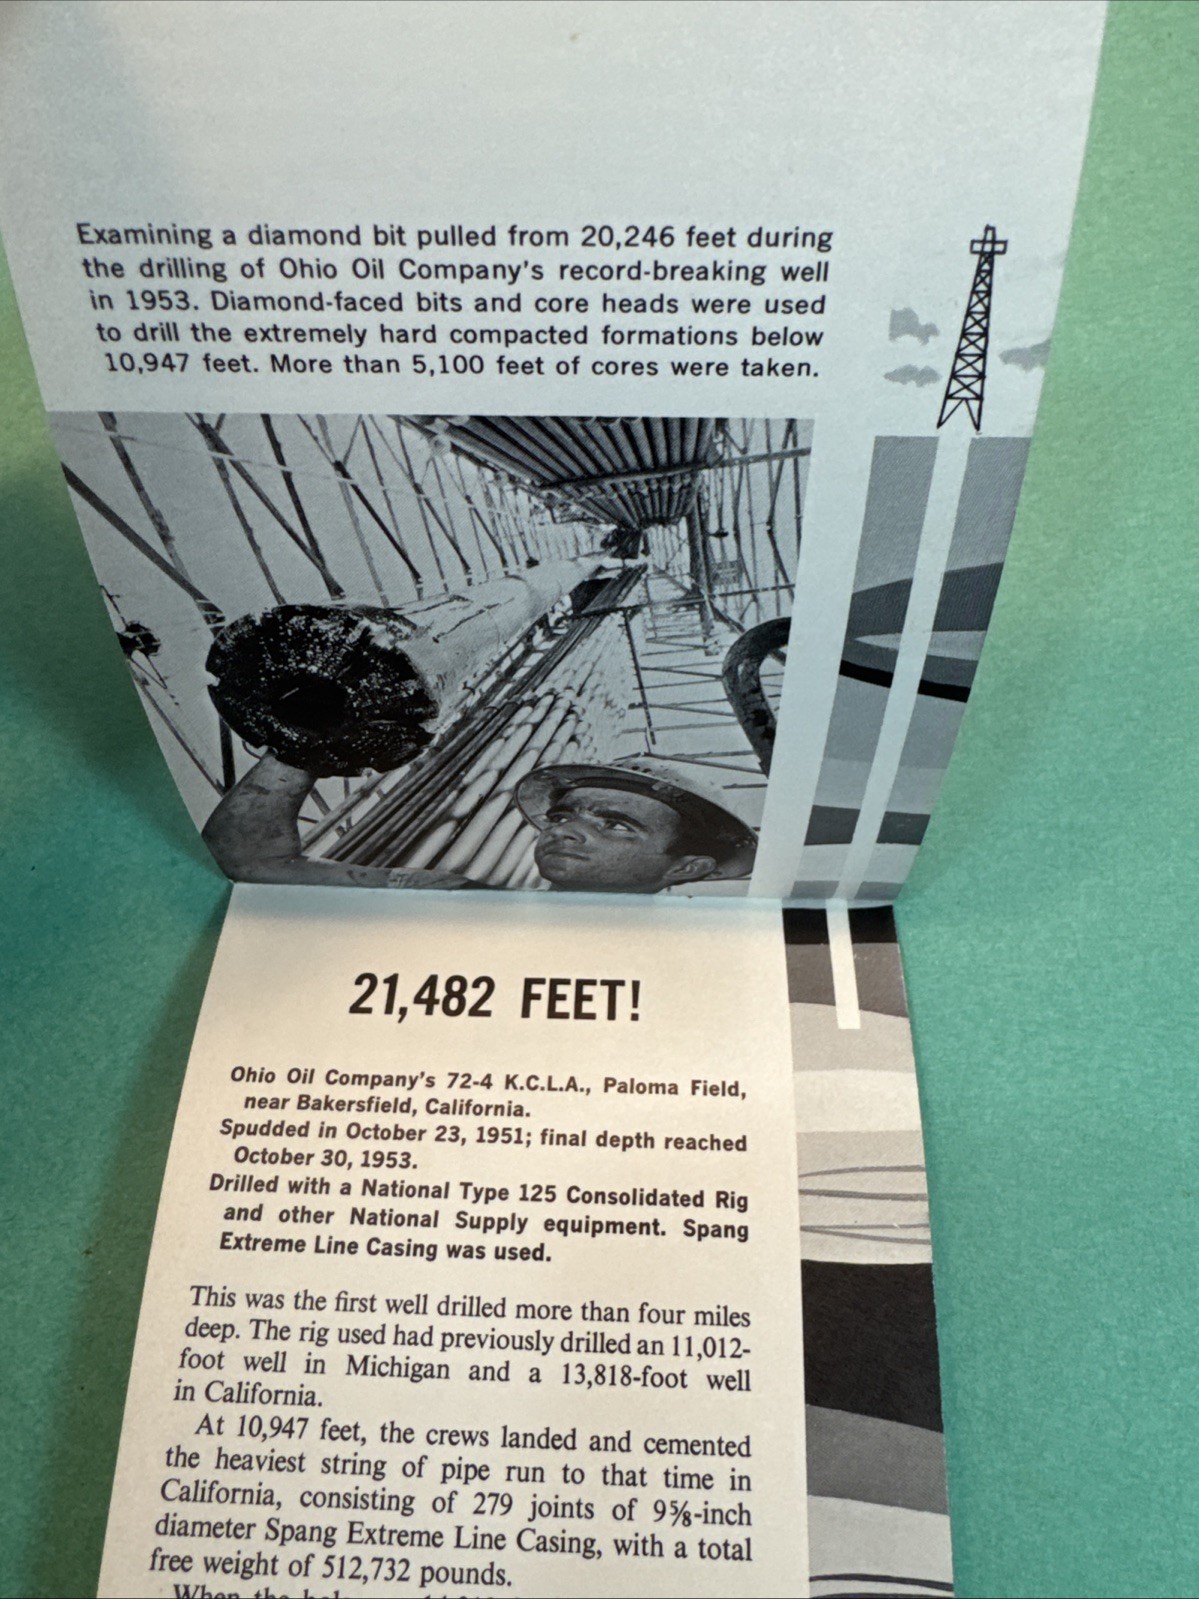 Examining a diamond bit pulled from 20,246 feet during
the drilling of Ohio Oil Company's record-breaking well
in 1953. Diamond-faced bits and core heads were used
to drill the extremely hard compacted formations below
10,947 feet. More than 5,100 feet of cores were taken.
21,482 FEET!
Ohio Oil Company's 72-4 K.C.L.A., Paloma Field,
near Bakersfield, California.
Spudded in October 23, 1951; final depth reached
October 30, 1953.
Drilled with a National Type 125 Consolidated Rig
and other National Supply equipment. Spang
Extreme Line Casing was used.
This was the first well drilled more than four miles
deep. The rig used had previously drilled an 11,012-
foot well in Michigan and a 13,818-foot well
in California.
At 10,947 feet, the crews landed and cemented
the heaviest string of pipe run to that time in
California, consisting of 279 joints of 9⅝-inch
diameter Spang Extreme Line Casing, with a total
free weight of 512,732 pounds.
When the